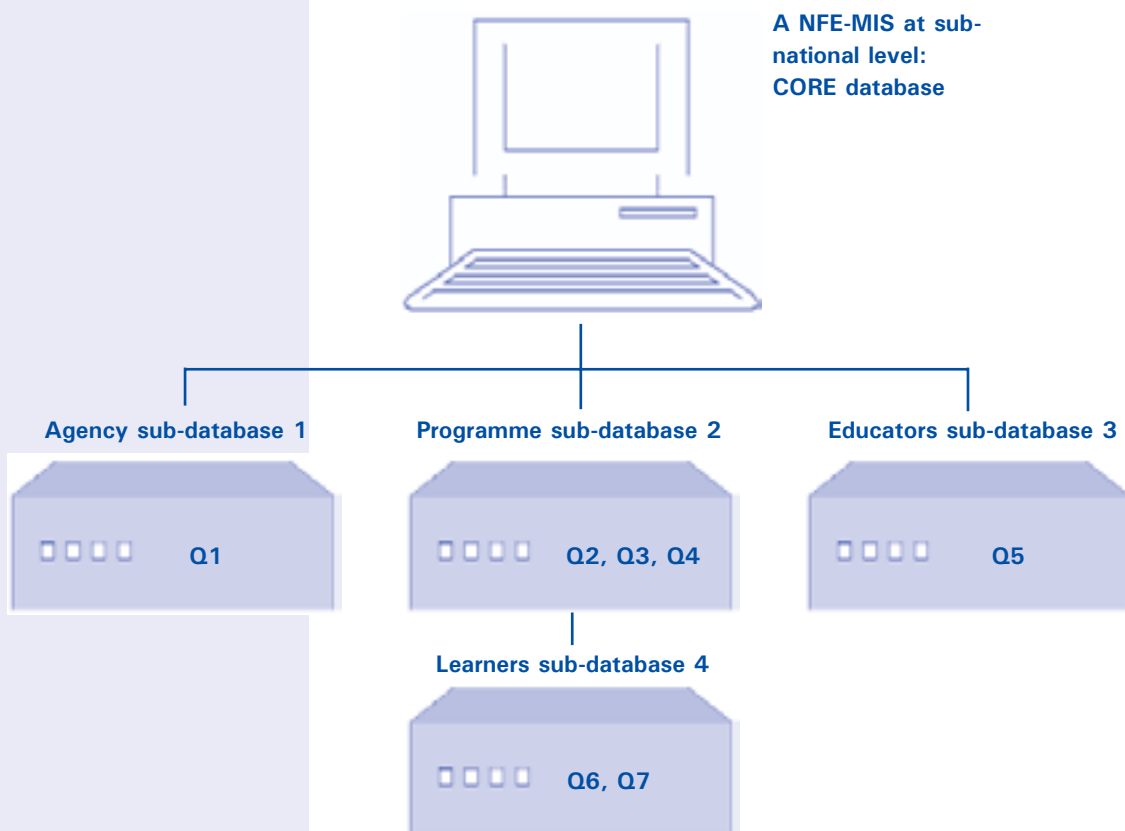 A NFE-MIS at sub-
national level:
CORE database
Agency sub-database 1
Programme sub-database 2
Educators sub-database 3
Q1
Q2, Q3, Q4
Q5
Learners sub-database 4
Q6, Q7